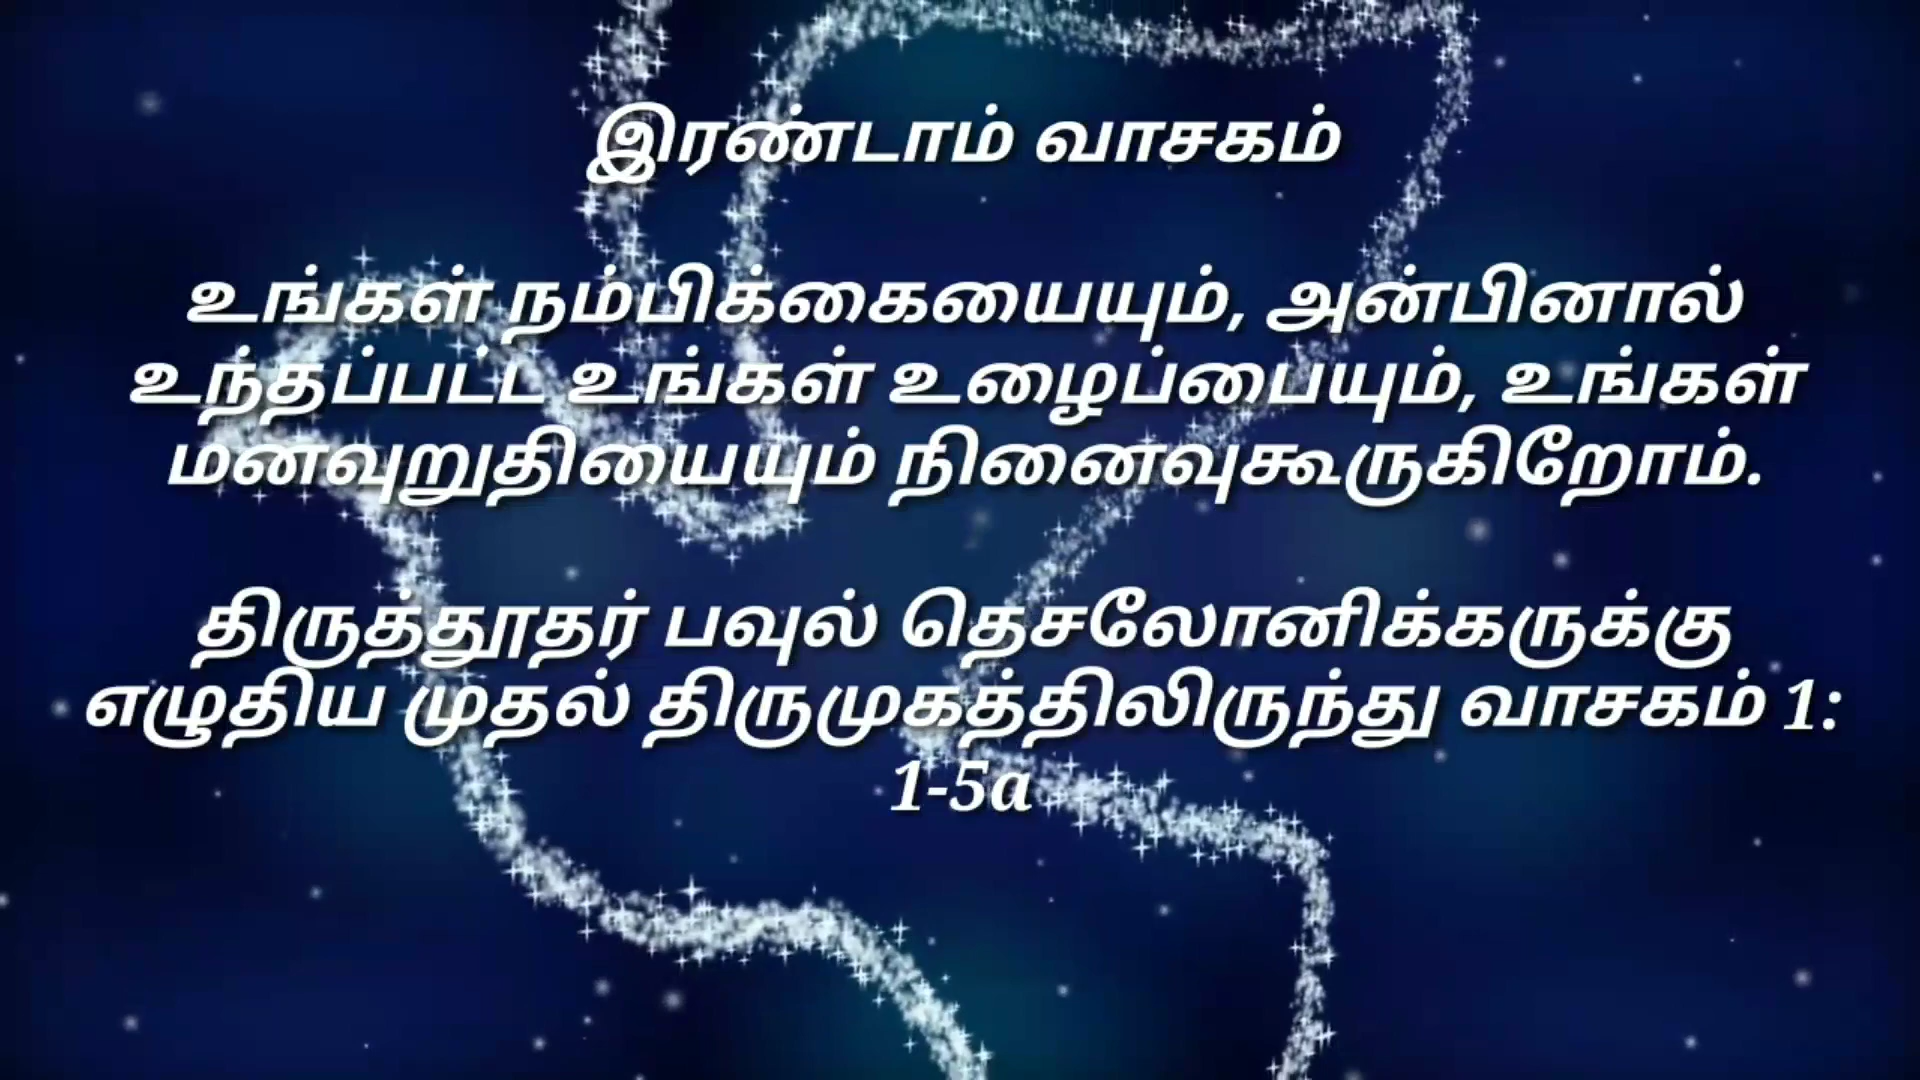 இரண்டாம் வாசகம்
உங்கள் நம்பிக்கையையும், அன்பினால்
உந்தப்பட்ட உங்கள் உழைப்பையும், உங்கள்
மனவுறுதியையும் நினைவுகூருகிறோம்.
திருத்தூதர் பவுல் தெசலோனிக்கருக்கு
எழுதிய முதல் திருமுகத்திலிருந்து வாசகம் 1:
1-5a